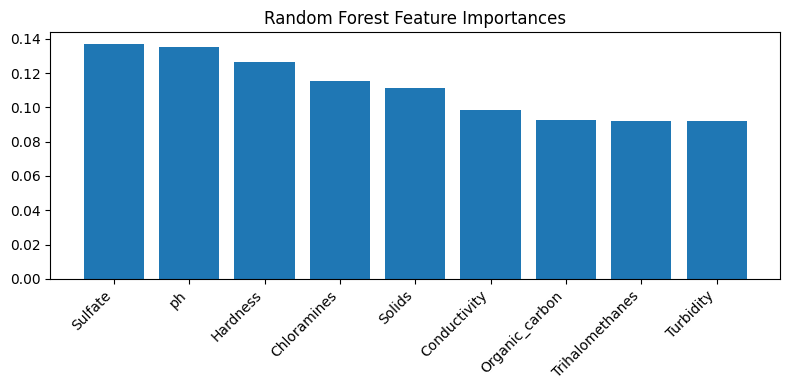 Random Forest Feature Importances
0.14
0.12
0.10
0.08
0.06
0.04
0.02
0.00
Sulfate
ph
Hardness
Chloramines
Solids
Conductivity
Organic_carbon
Trihalomethanes
Turbidity